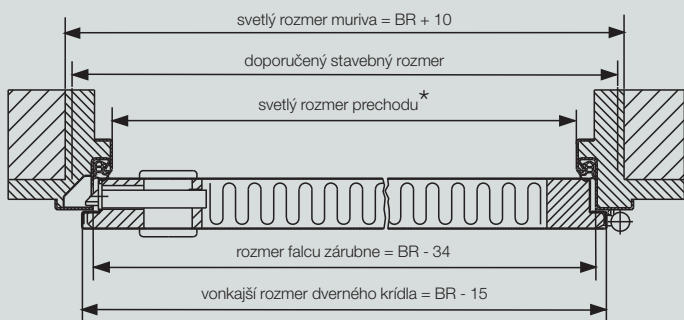 svetlý rozmer muriva = BR + 10
doporučený stavebný rozmer
svetlý rozmer prechodu*
rozmer falcu zárubne = BR - 34
vonkajší rozmer dverného krídla = BR - 15